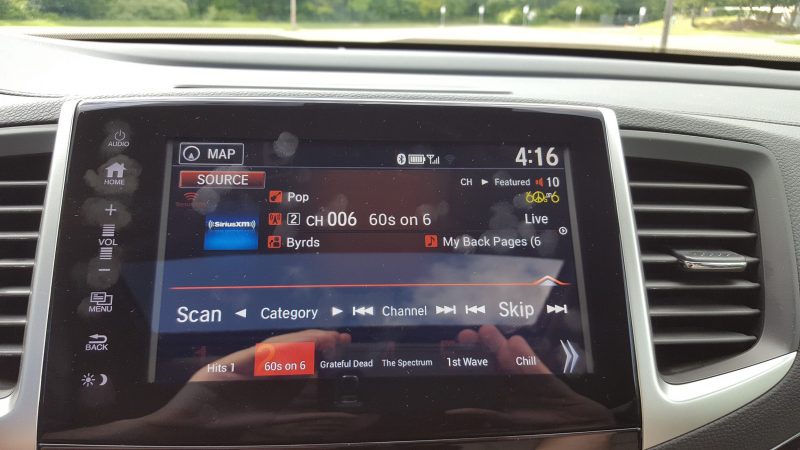 AUDIO
MAP
4:16
HOME
SOURCE
CH ► Featured 10
SiriusXM
Pop
+
((SiriusXM))
2 CH 006 60s on 6
Live
VOL
Byrds
My Back Pages (6
−
MENU
Scan ◄ Category ► Channel Skip
BACK
Hits 1
60s on 6
Grateful Dead
The Spectrum
1st Wave
Chill